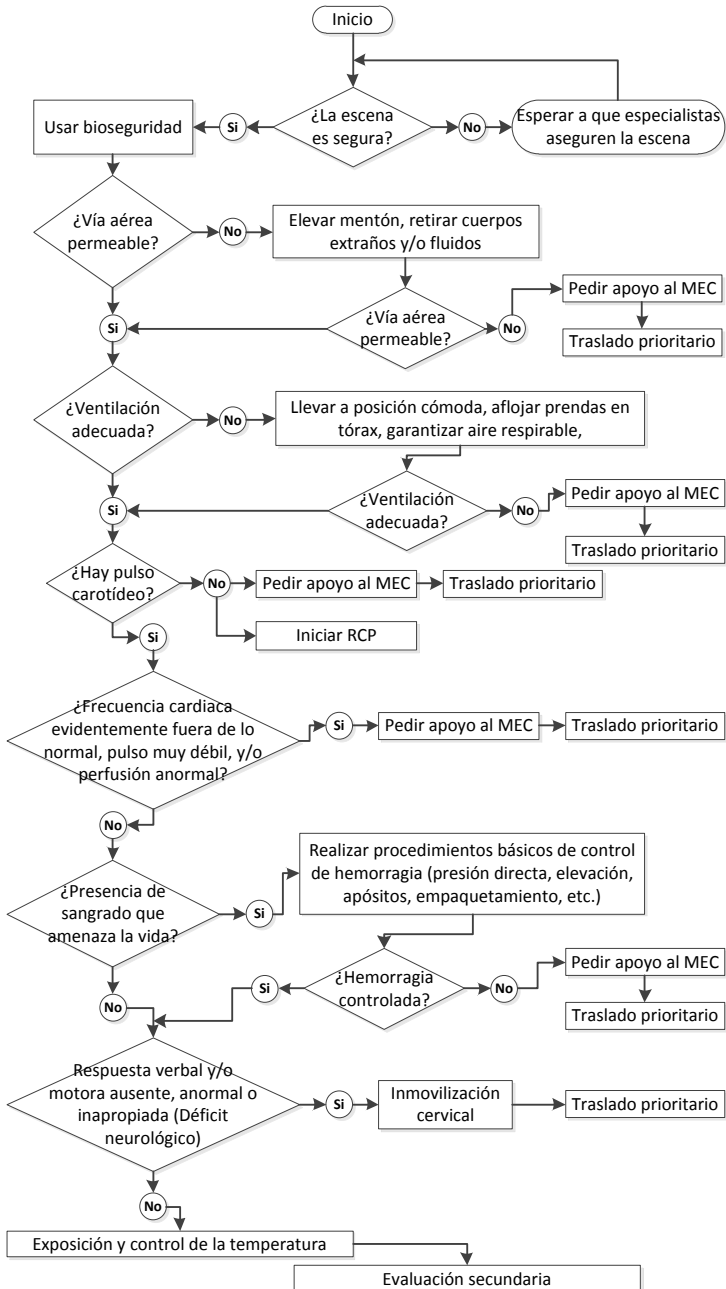 Inicio
¿La escena
es segura?
Si
No
Usar bioseguridad
Esperar a que especialistas
aseguren la escena
¿Vía aérea
permeable?
No
Elevar mentón, retirar cuerpos
extraños y/o fluidos
Si
¿Vía aérea
permeable?
No
Pedir apoyo al MEC
Traslado prioritario
¿Ventilación
adecuada?
No
Llevar a posición cómoda, aflojar prendas en
tórax, garantizar aire respirable,
Si
¿Ventilación
adecuada?
No
Pedir apoyo al MEC
Traslado prioritario
¿Hay pulso
carotídeo?
No
Pedir apoyo al MEC
Traslado prioritario
Iniciar RCP
Si
¿Frecuencia cardiaca
evidentemente fuera de lo
normal, pulso muy débil, y/o
perfusión anormal?
Si
Pedir apoyo al MEC
Traslado prioritario
No
¿Presencia de
sangrado que
amenaza la vida?
Si
Realizar procedimientos básicos de control
de hemorragia (presión directa, elevación,
apósitos, empaquetamiento, etc.)
No
Si
¿Hemorragia
controlada?
No
Pedir apoyo al MEC
Traslado prioritario
Respuesta verbal y/o
motora ausente, anormal o
inapropiada (Déficit
neurológico)
Si
Inmovilización
cervical
Traslado prioritario
No
Exposición y control de la temperatura
Evaluación secundaria